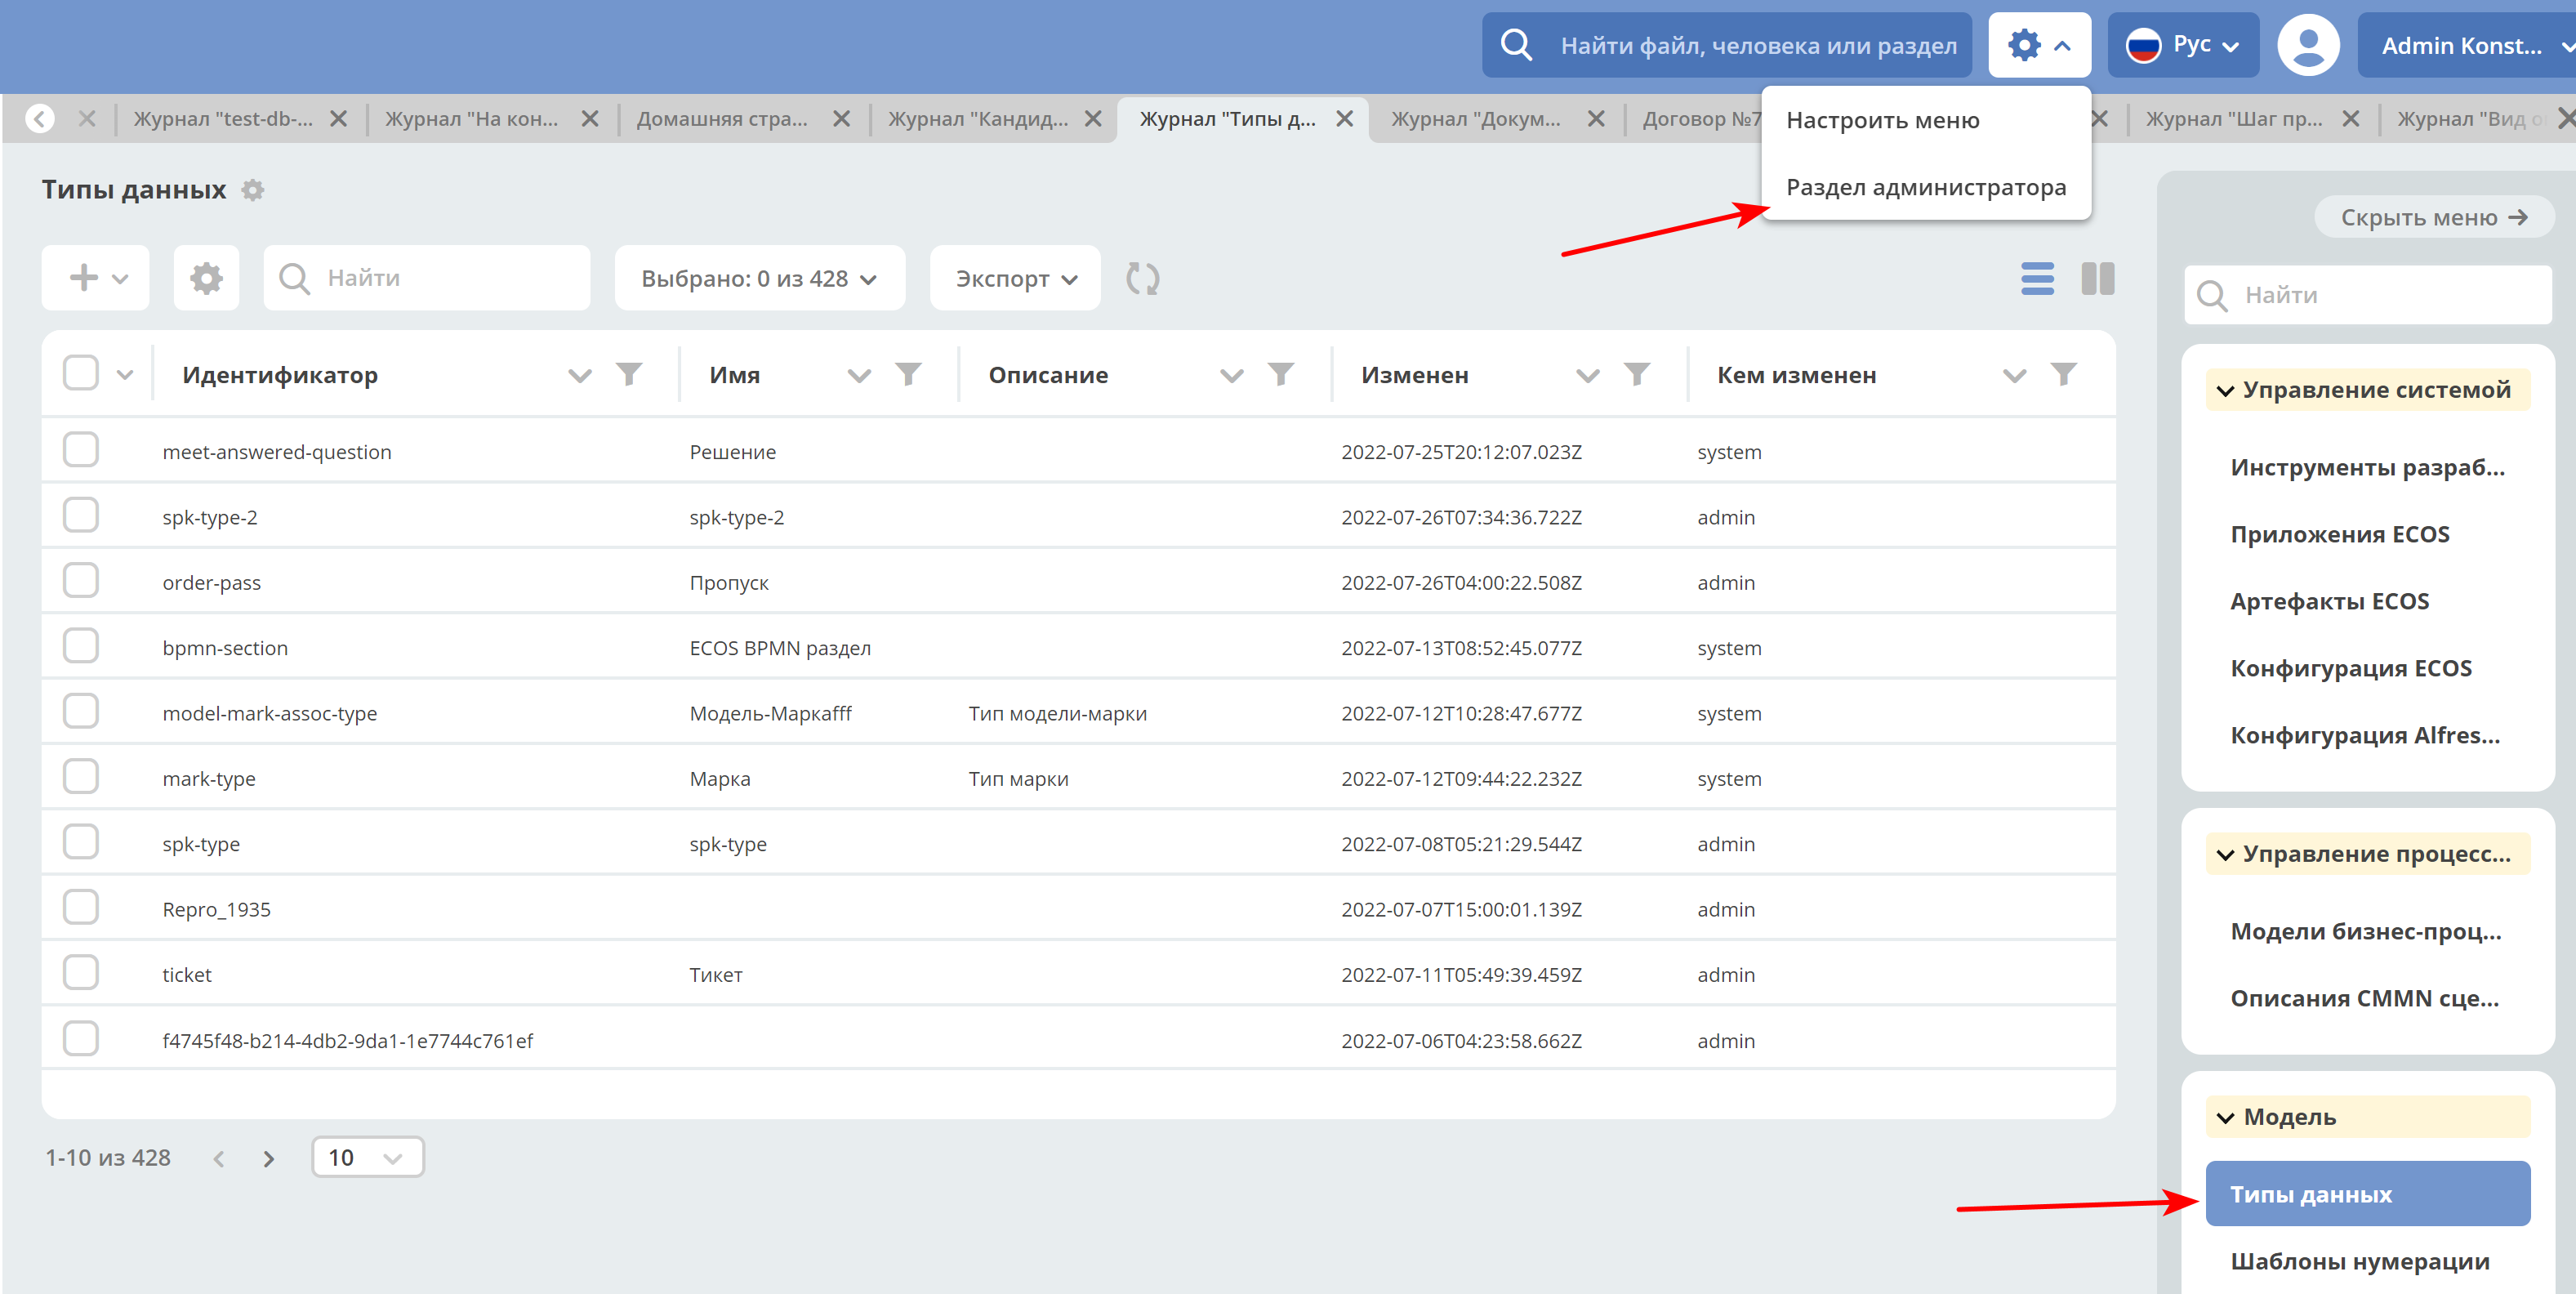 Найти файл, человека или раздел
Рус
Admin Konst...
Журнал "test-db-...
Журнал "На кон...
Домашняя стра...
Журнал "Кандид...
Журнал "Типы д...
Журнал "Докум...
Договор №7
Журнал "Шаг пр...
Журнал "Вид о
Настроить меню
Раздел администратора
Типы данных
Найти
Выбрано: 0 из 428
Экспорт
Идентификатор Имя Описание Изменен Кем изменен
meet-answered-question Решение 2022-07-25T20:12:07.023Z system
spk-type-2 spk-type-2 2022-07-26T07:34:36.722Z admin
order-pass Пропуск 2022-07-26T04:00:22.508Z admin
bpmn-section ECOS BPMN раздел 2022-07-13T08:52:45.077Z system
model-mark-assoc-type Модель-Маркаfff Тип модели-марки 2022-07-12T10:28:47.677Z system
mark-type Марка Тип марки 2022-07-12T09:44:22.232Z system
spk-type spk-type 2022-07-08T05:21:29.544Z admin
Repro_1935 2022-07-07T15:00:01.139Z admin
ticket Тикет 2022-07-11T05:49:39.459Z admin
f4745f48-b214-4db2-9da1-1e7744c761ef 2022-07-06T04:23:58.662Z admin
1-10 из 428
10
Скрыть меню
Найти
Управление системой
Инструменты разраб...
Приложения ECOS
Артефакты ECOS
Конфигурация ECOS
Конфигурация Alfres...
Управление процесс...
Модели бизнес-проц...
Описания CMMN сце...
Модель
Типы данных
Шаблоны нумерации